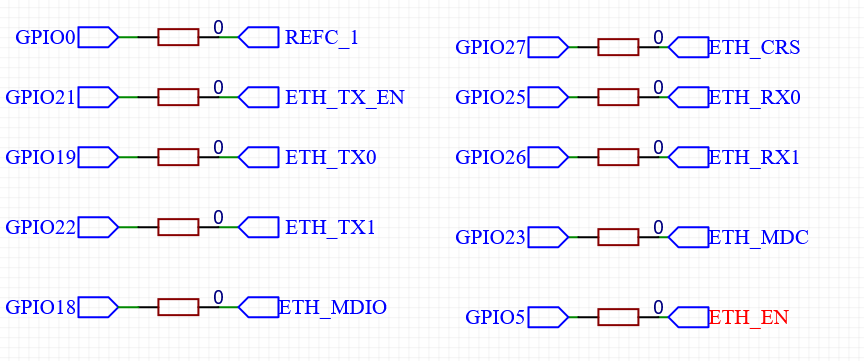 GPIO0 0 REFC_1
GPIO21 0 ETH_TX_EN
GPIO19 0 ETH_TX0
GPIO22 0 ETH_TX1
GPIO18 0 ETH_MDIO
GPIO27 0 ETH_CRS
GPIO25 0 ETH_RX0
GPIO26 0 ETH_RX1
GPIO23 0 ETH_MDC
GPIO5 0 ETH_EN